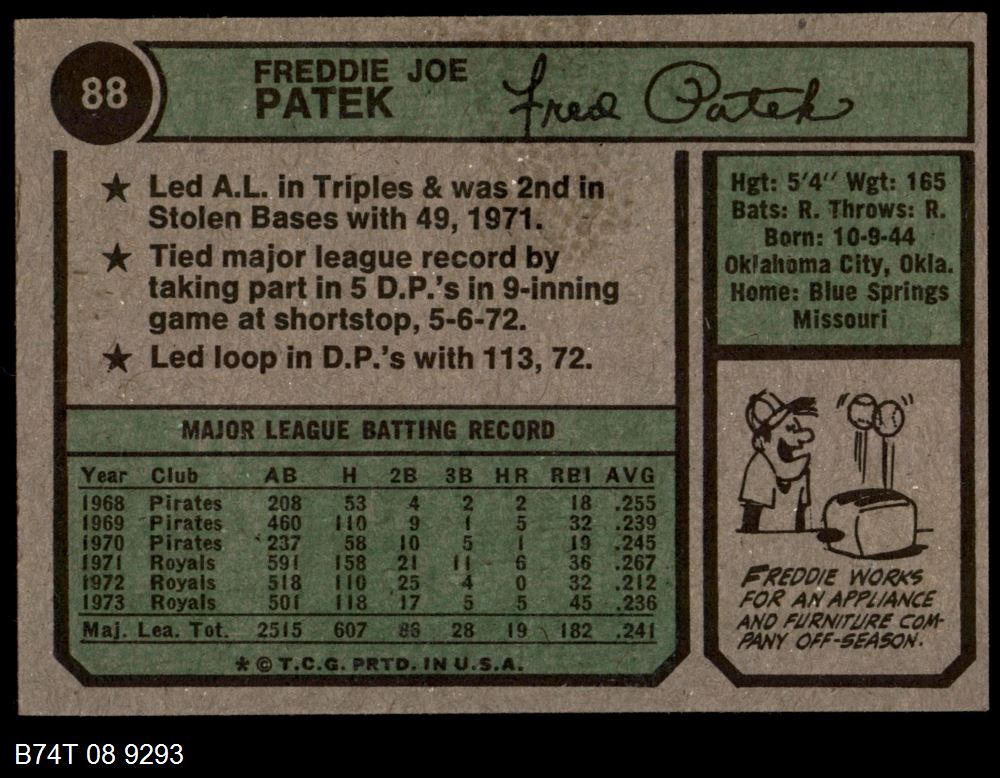 88
FREDDIE JOE
PATEK
Fred Patek
★ Led A.L. in Triples & was 2nd in
Stolen Bases with 49, 1971.
★ Tied major league record by
taking part in 5 D.P.'s in 9-inning
game at shortstop, 5-6-72.
★ Led loop in D.P.'s with 113, 72.
Hgt: 5'4" Wgt: 165
Bats: R. Throws: R.
Born: 10-9-44
Oklahoma City, Okla.
Home: Blue Springs
Missouri
MAJOR LEAGUE BATTING RECORD
Year Club AB H 2B 3B HR RBI AVG
1968 Pirates 208 53 4 2 2 18 .255
1969 Pirates 460 110 9 1 5 32 .239
1970 Pirates 237 58 10 5 1 19 .245
1971 Royals 591 158 21 11 6 36 .267
1972 Royals 518 110 25 4 0 32 .212
1973 Royals 501 118 17 5 5 45 .236
Maj. Lea. Tot. 2515 607 86 28 19 182 .241
* © T.C.G. PRTD. IN U.S.A.
FREDDIE WORKS
FOR AN APPLIANCE
AND FURNITURE COM-
PANY OFF-SEASON.
B74T 08 9293